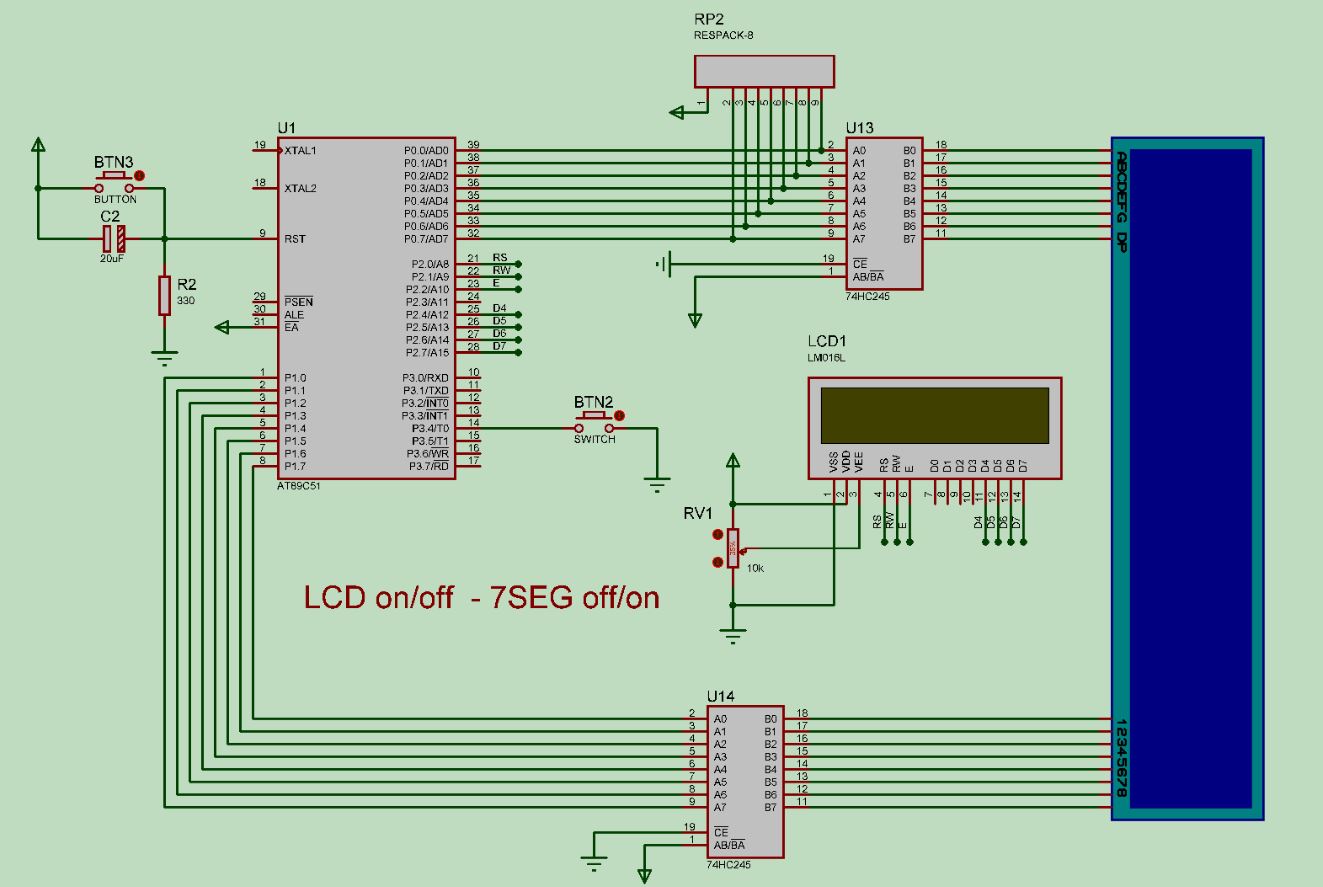 RP2
RESPACK-8
1
2
3
4
5
6
7
8
9
BTN3
BUTTON
C2
20uF
R2
330
U1
19 XTAL1
18 XTAL2
9 RST
29 PSEN
30 ALE
31 EA
1 P1.0
2 P1.1
3 P1.2
4 P1.3
5 P1.4
6 P1.5
7 P1.6
8 P1.7
P0.0/AD0 39
P0.1/AD1 38
P0.2/AD2 37
P0.3/AD3 36
P0.4/AD4 35
P0.5/AD5 34
P0.6/AD6 33
P0.7/AD7 32
P2.0/A8 21 RS
P2.1/A9 22 RW
P2.2/A10 23 E
P2.3/A11 24
P2.4/A12 25 D4
P2.5/A13 26 D5
P2.6/A14 27 D6
P2.7/A15 28 D7
P3.0/RXD 10
P3.1/TXD 11
P3.2/INT0 12
P3.3/INT1 13
P3.4/T0 14
P3.5/T1 15
P3.6/WR 16
P3.7/RD 17
AT89C51
BTN2
SWITCH
U13
2 A0 B0 18
3 A1 B1 17
4 A2 B2 16
5 A3 B3 15
6 A4 B4 14
7 A5 B5 13
8 A6 B6 12
9 A7 B7 11
19 CE
1 AB/BA
74HC245
ABCDEFG DP
LCD1
LM016L
VSS
VDD
VEE
RS
RW
E
D0
D1
D2
D3
D4
D5
D6
D7
1
2
3
4
5
6
7
8
9
10
11
12
13
14
RS
RW
E
D4
D5
D6
D7
RV1
35%
10k
LCD on/off - 7SEG off/on
U14
2 A0 B0 18
3 A1 B1 17
4 A2 B2 16
5 A3 B3 15
6 A4 B4 14
7 A5 B5 13
8 A6 B6 12
9 A7 B7 11
19 CE
1 AB/BA
74HC245
12345678